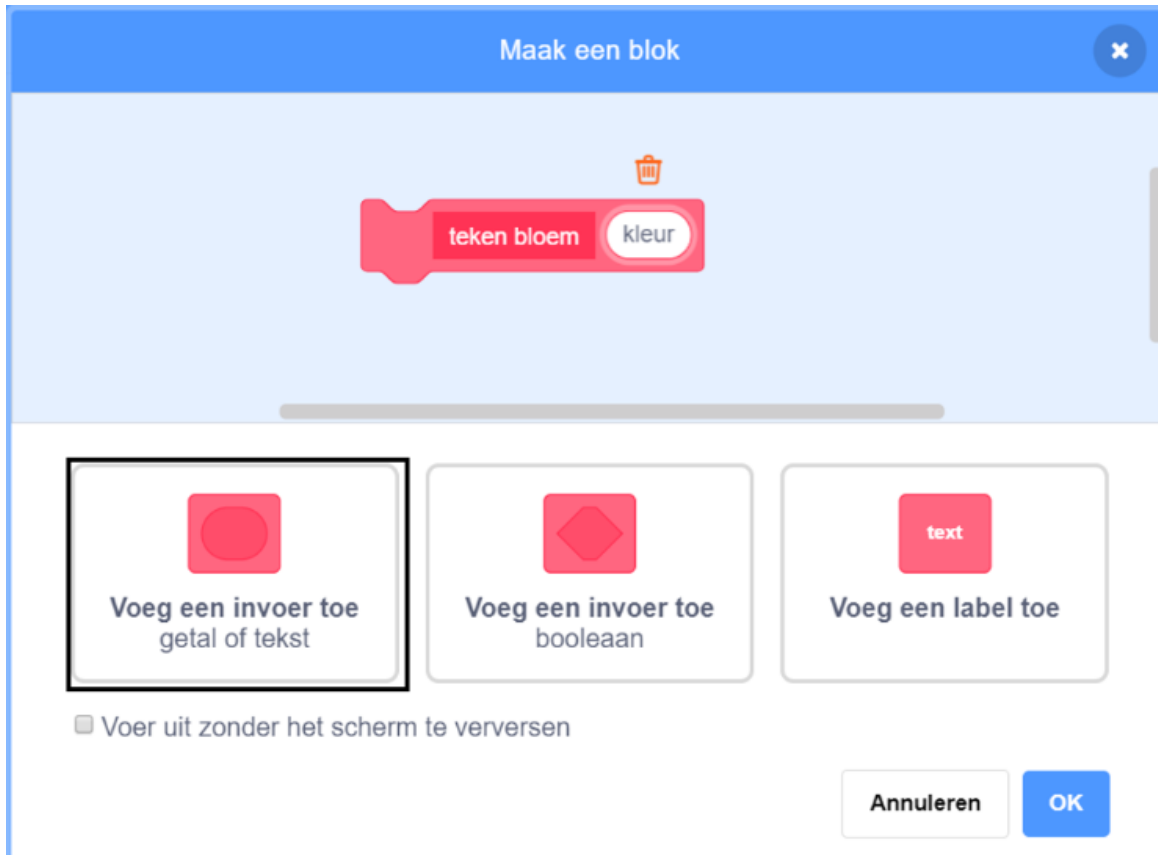 Maak een blok
teken bloem kleur
Voeg een invoer toe
getal of tekst
Voeg een invoer toe
booleaan
text
Voeg een label toe
Voer uit zonder het scherm te verversen
Annuleren OK